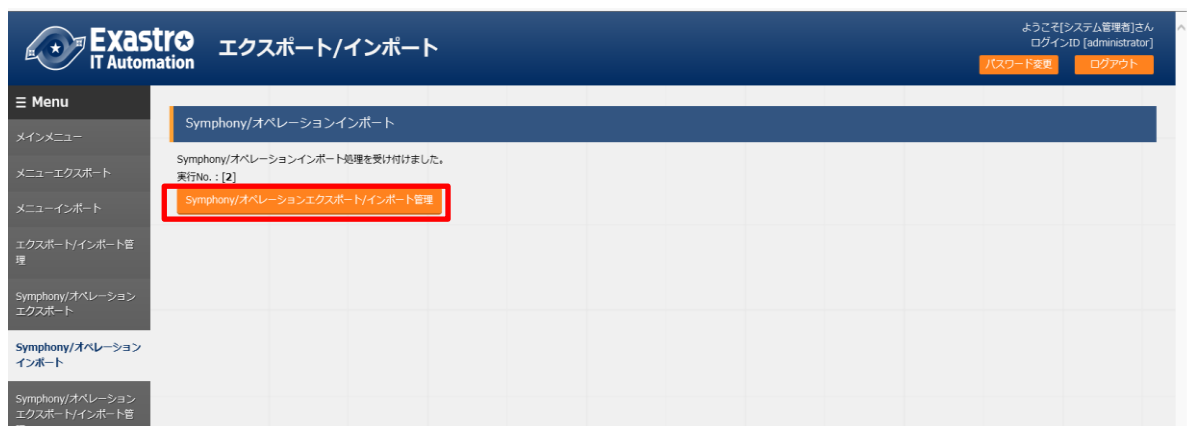 Exastro
IT Automation
エクスポート/インポート
ようこそ[システム管理者]さん
ログインID [administrator]
パスワード変更
ログアウト
☰ Menu
メインメニュー
メニューエクスポート
メニューインポート
エクスポート/インポート管
理
Symphony/オペレーション
エクスポート
Symphony/オペレーション
インポート
Symphony/オペレーション
エクスポート/インポート管
Symphony/オペレーションインポート
Symphony/オペレーションインポート処理を受け付けました。
実行No. : [2]
Symphony/オペレーションエクスポート/インポート管理